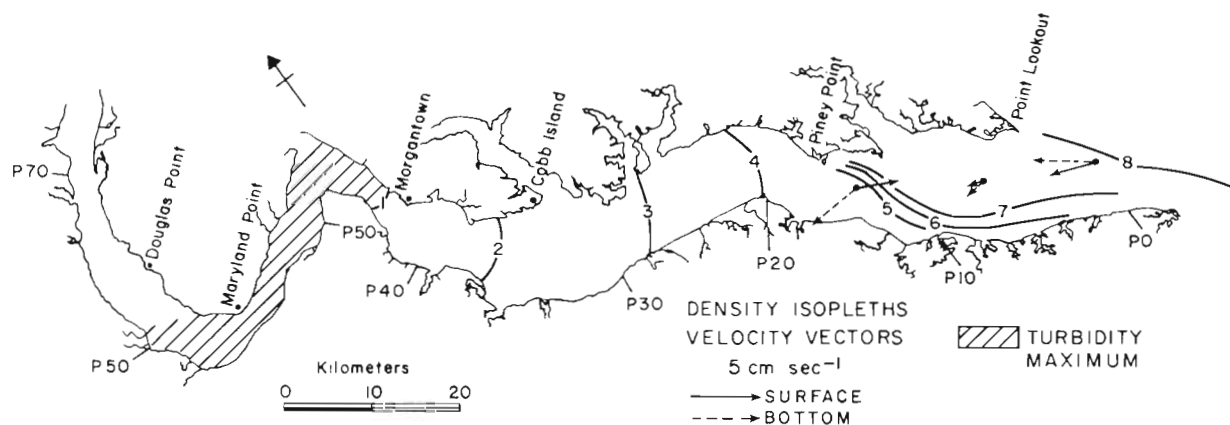 Point Lookout
Piney Point
Cobb Island
Morgantown
Maryland Point
Douglas Point
P70
P50
P50
P40
P30
P20
P10
P0
1
2
3
4
5
6
7
8
Kilometers
0 10 20
DENSITY ISOPLETHS
VELOCITY VECTORS
5 cm sec⁻¹
SURFACE
BOTTOM
TURBIDITY
MAXIMUM